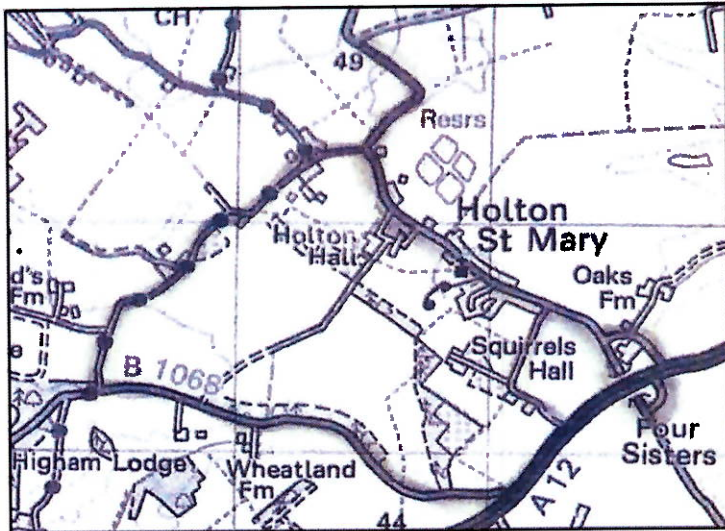 CH
49
Resrs
Holton
St Mary
Holton
Hall
Oaks
Fm
d's
Fm
e
B 1068
Squirrels
Hall
Higham Lodge
Wheatland
Fm
A 12
Four
Sisters
44